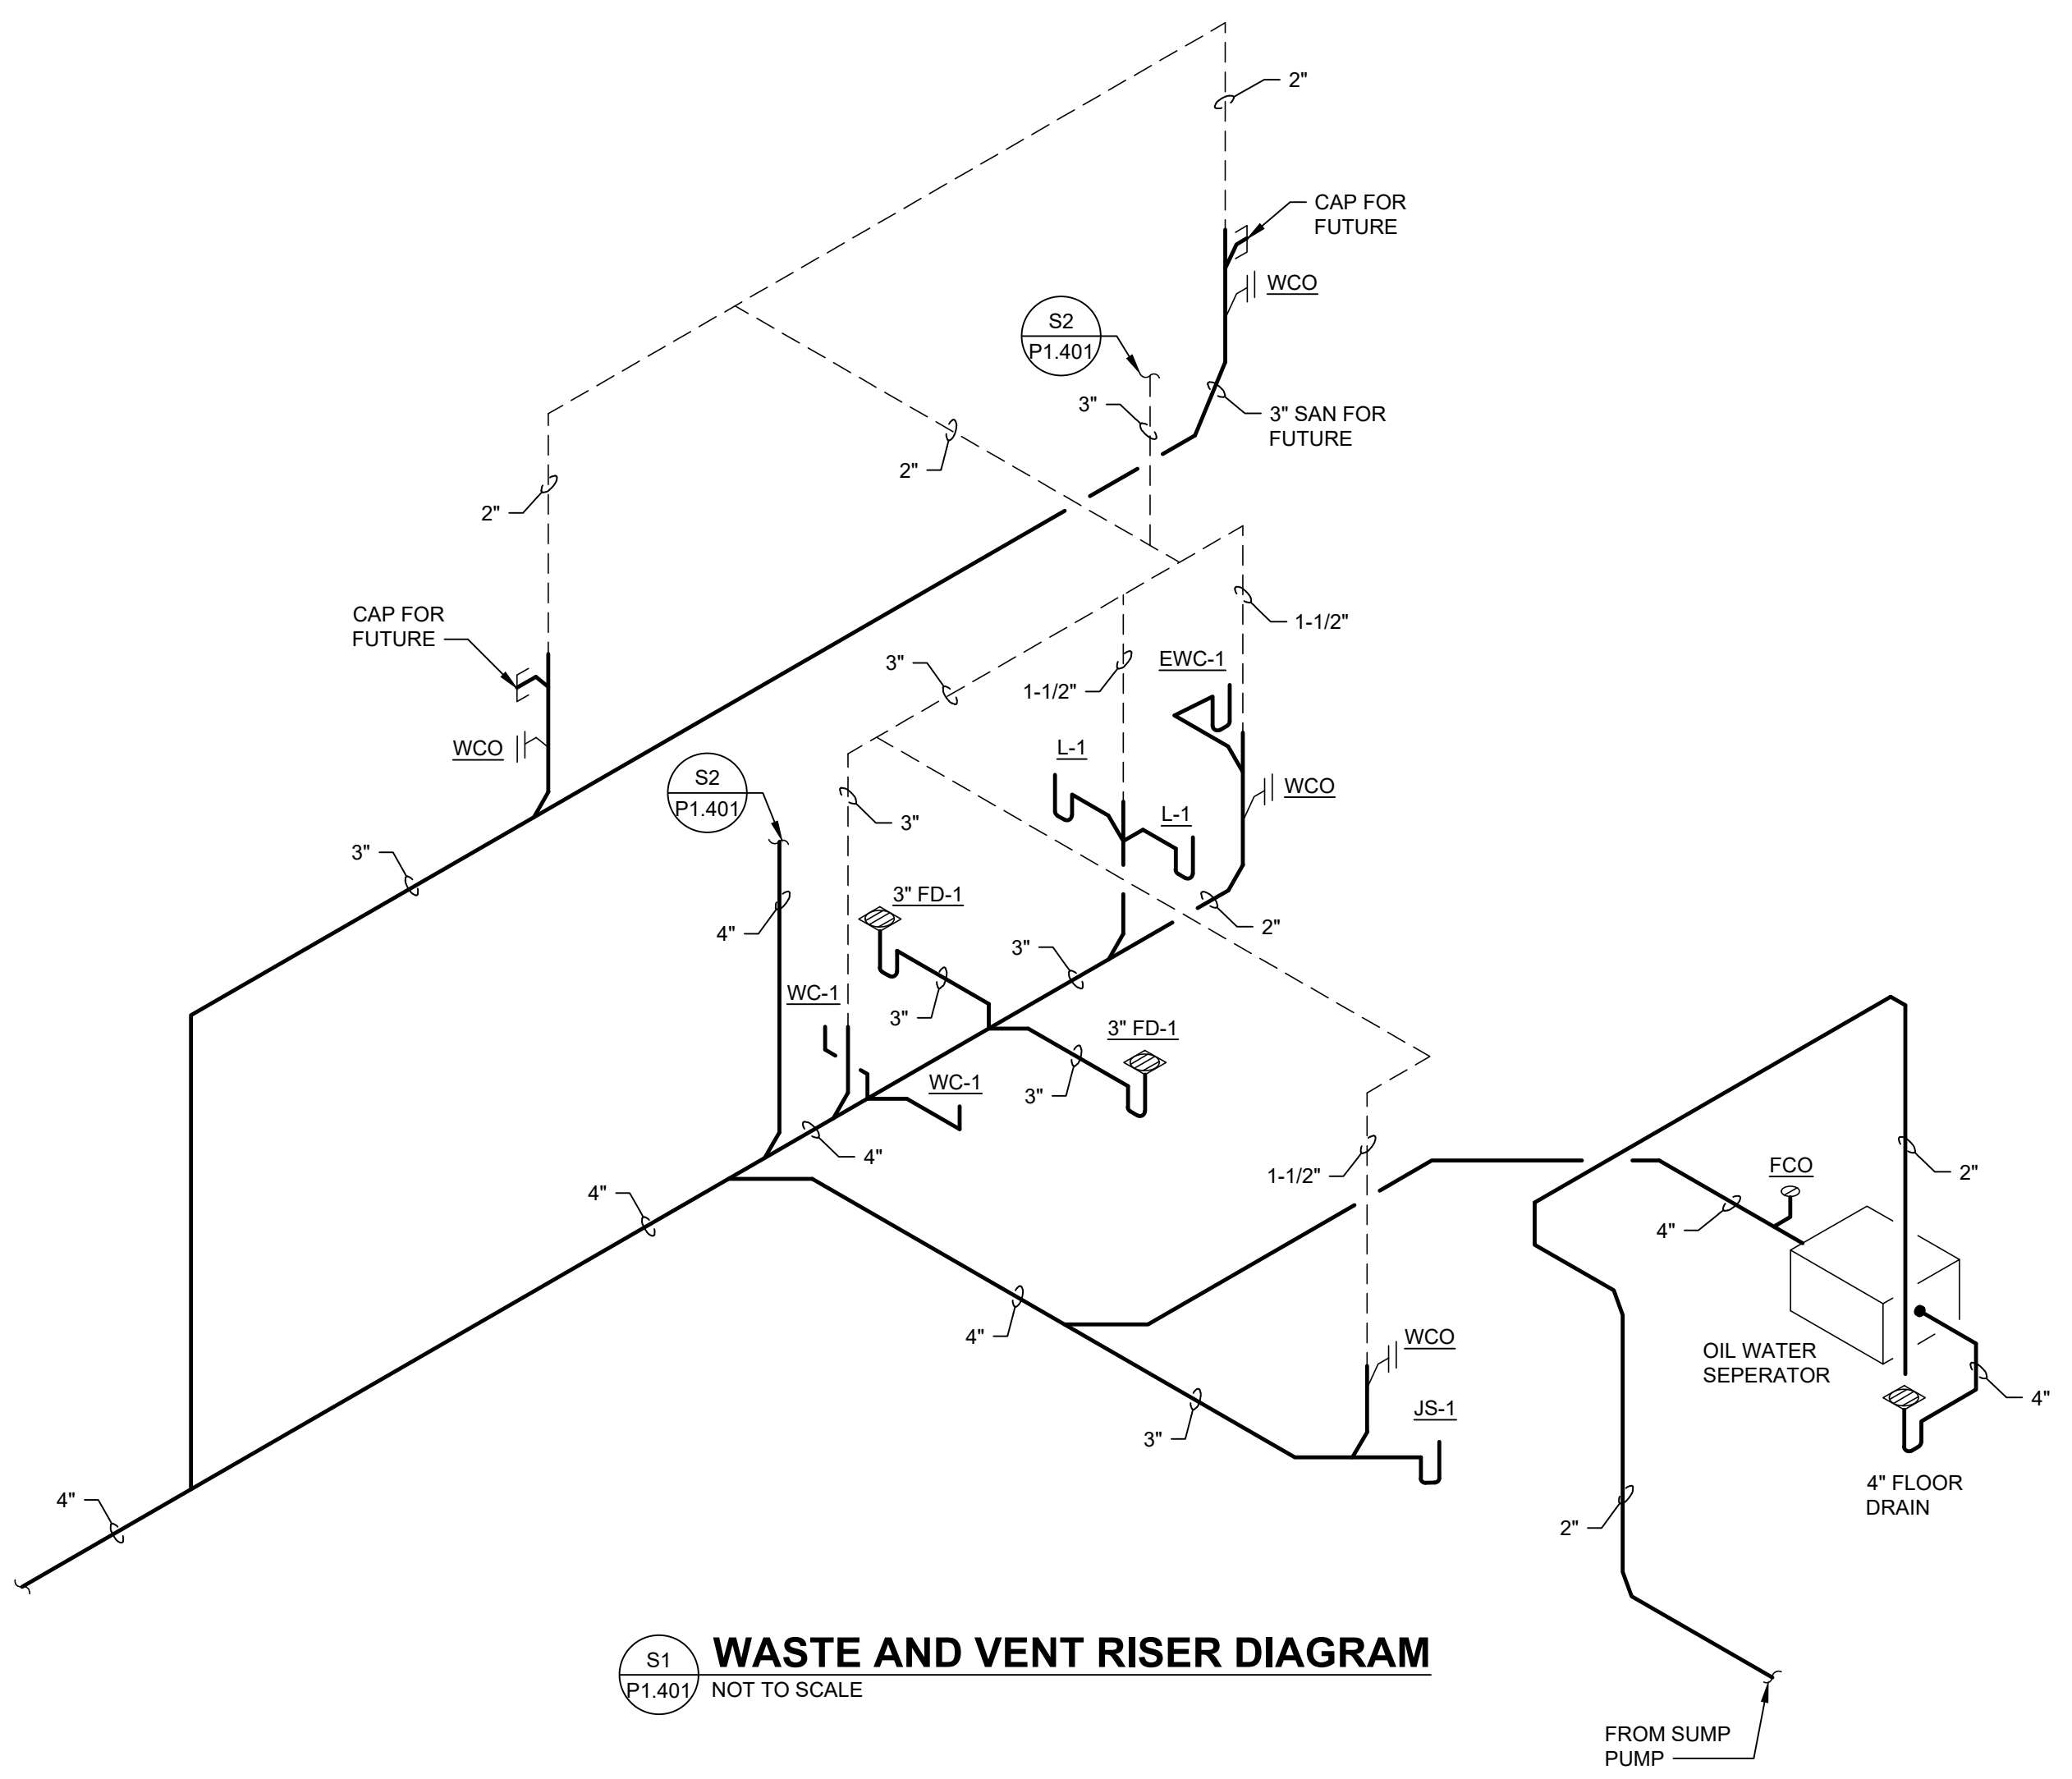 2"
CAP FOR
FUTURE
WCO
S2
P1.401
3"
3" SAN FOR
FUTURE
2"
2"
CAP FOR
FUTURE
1-1/2"
3"
EWC-1
1-1/2"
WCO
L-1
S2
P1.401
WCO
L-1
3"
3"
3" FD-1
2"
4"
3"
WC-1
3"
3" FD-1
WC-1
3"
4"
1-1/2"
FCO
2"
4"
4"
4"
WCO
OIL WATER
SEPERATOR
4"
JS-1
3"
4" FLOOR
DRAIN
4"
2"
S1
P1.401
WASTE AND VENT RISER DIAGRAM
NOT TO SCALE
FROM SUMP
PUMP